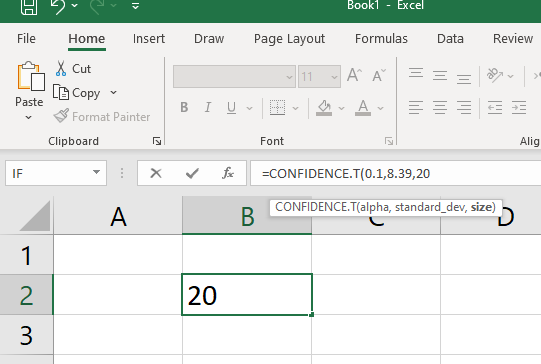 Book1 - Excel
File Home Insert Draw Page Layout Formulas Data Review
Cut
Copy
Format Painter
Paste
11 A A
B I U A
Clipboard Font
IF fx =CONFIDENCE.T(0.1,8.39,20
CONFIDENCE.T(alpha, standard_dev, size)
A B C D
1
2 20
3